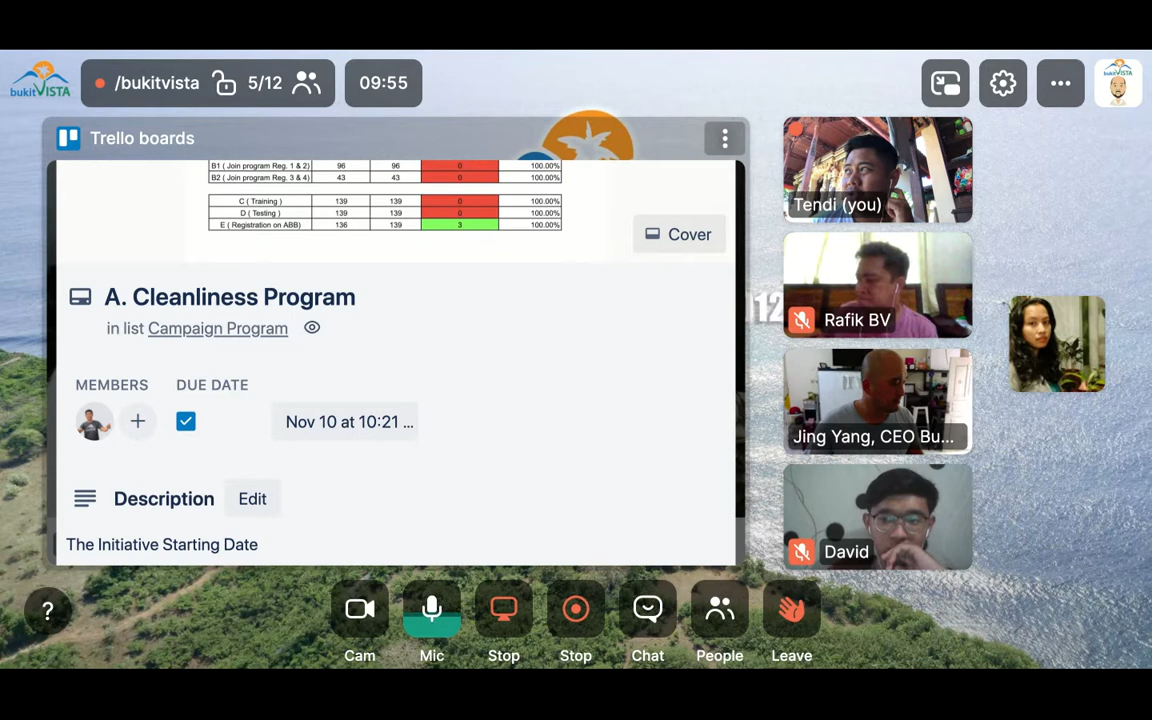 bukitVISTA
/bukitvista 5/12 09:55
bukitVISTA
Trello boards
B1 ( Join program Reg. 1 & 2) 96 96 0 100.00%
B2 ( Join program Reg. 3 & 4) 43 43 0 100.00%
C ( Training ) 139 139 0 100.00%
D ( Testing ) 139 139 0 100.00%
E ( Registration on ABB) 136 139 3 100.00%
Cover
A. Cleanliness Program
in list Campaign Program
MEMBERS DUE DATE
Nov 10 at 10:21 ...
Description Edit
The Initiative Starting Date
12
Tendi (you)
Rafik BV
Jing Yang, CEO Bu...
David
?
Cam Mic Stop Stop Chat People Leave